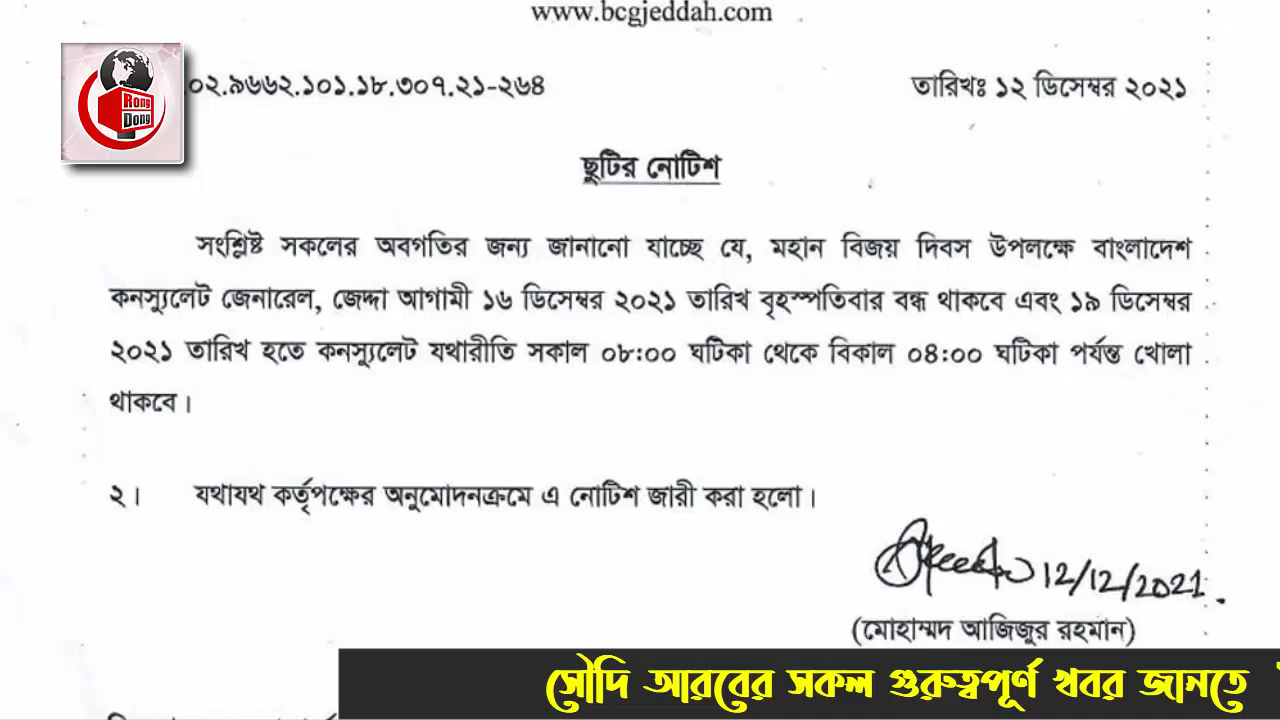 www.bcgjeddah.com
Rong
Dong
০২.৯৬৬২.১০১.১৮.৩০৭.২১-২৬৪
তারিখঃ ১২ ডিসেম্বর ২০২১
ছুটির নোটিশ
সংশ্লিষ্ট সকলের অবগতির জন্য জানানো যাচ্ছে যে, মহান বিজয় দিবস উপলক্ষে বাংলাদেশ
কনস্যুলেট জেনারেল, জেদ্দা আগামী ১৬ ডিসেম্বর ২০২১ তারিখ বৃহস্পতিবার বন্ধ থাকবে এবং ১৯ ডিসেম্বর
২০২১ তারিখ হতে কনস্যুলেট যথারীতি সকাল ০৮:০০ ঘটিকা থেকে বিকাল ০৪:০০ ঘটিকা পর্যন্ত খোলা
থাকবে।
২। যথাযথ কর্তৃপক্ষের অনুমোদনক্রমে এ নোটিশ জারী করা হলো।
12/12/2021.
(মোহাম্মদ আজিজুর রহমান)
সৌদি আরবের সকল গুরুত্বপূর্ণ খবর জানতে